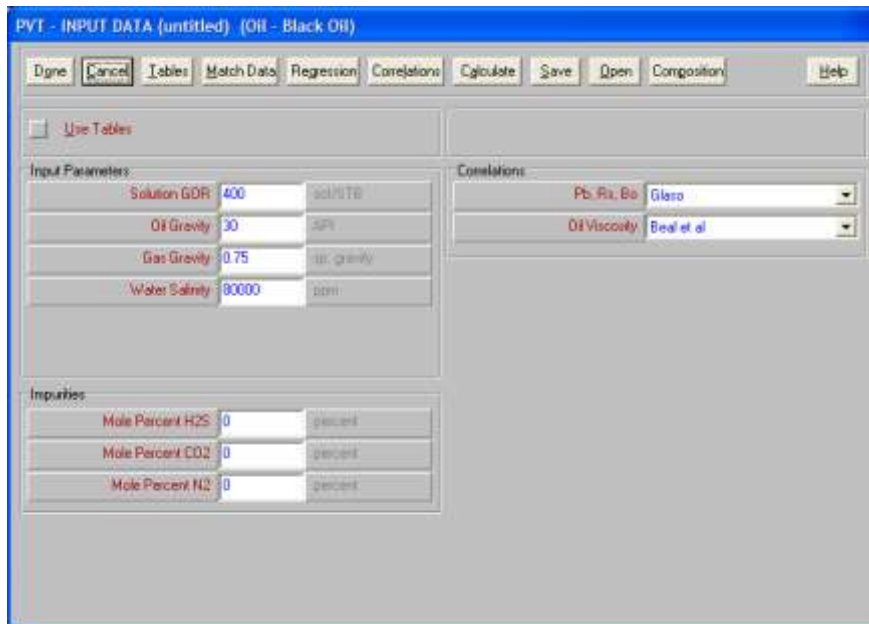 PVT - INPUT DATA (untitled) (Oil - Black Oil)
Done Cancel Tables Match Data Regression Correlations Calculate Save Open Composition Help
Use Tables
Input Parameters
Solution GOR 400 scf/STB
Oil Gravity 30 API
Gas Gravity 0.75 sp. gravity
Water Salinity 80000 ppm
Correlations
Pb, Rs, Bo Glaso
Oil Viscosity Beal et al
Impurities
Mole Percent H2S 0 percent
Mole Percent CO2 0 percent
Mole Percent N2 0 percent